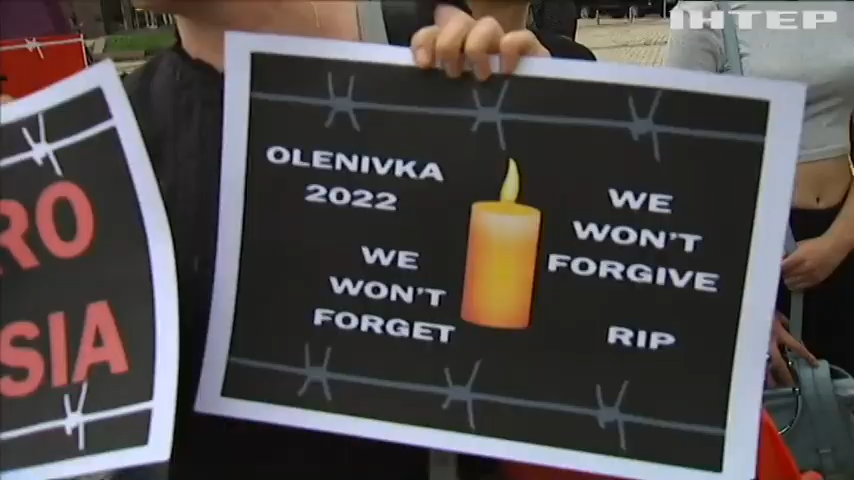 ІНТЕР
RO
SIA
OLENIVKA
2022
WE
WON'T
FORGET
WE
WON'T
FORGIVE
RIP